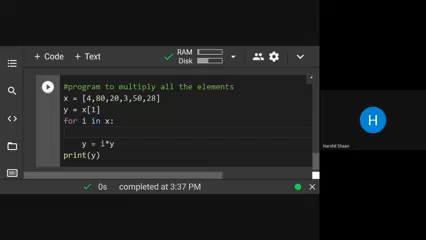 + Code + Text
RAM
Disk
#program to multiply all the elements
x = [4,80,20,3,50,28]
y = x[1]
for i in x:
y = i*y
print(y)
0s completed at 3:37 PM
H
Harshit Shaan